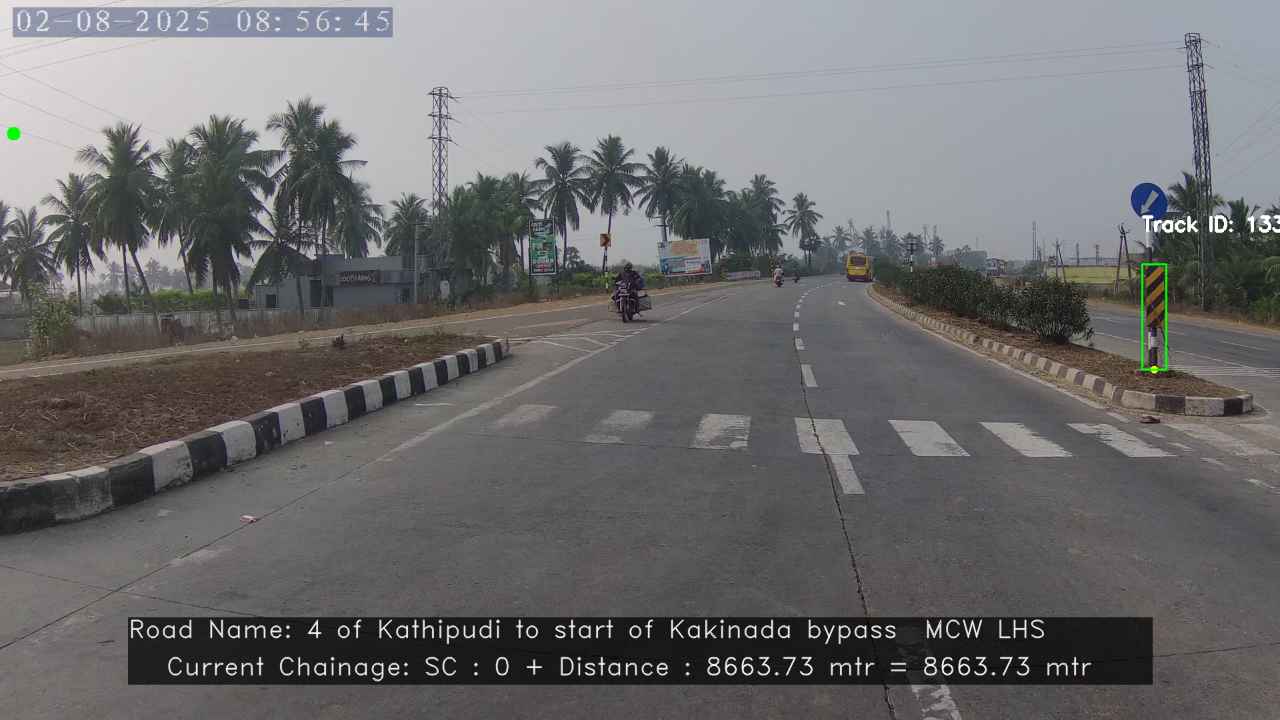 02-08-2025 08:56:45
Track ID: 133
Road Name: 4 of Kathipudi to start of Kakinada bypass MCW LHS
Current Chainage: SC : 0 + Distance : 8663.73 mtr = 8663.73 mtr